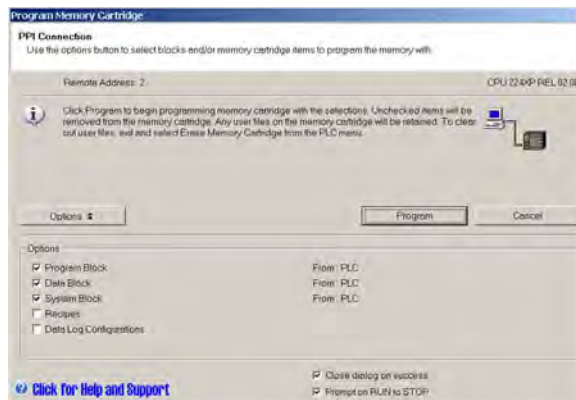 Program Memory Cartridge
PPI Connection
Use the options button to select blocks and/or memory cartridge items to program the memory with.
Remote Address: 2
CPU 224XP REL 02.0
Click Program to begin programming memory cartridge with the selections. Unchecked items will be
removed from the memory cartridge. Any user files on the memory cartridge will be retained. To clear
out user files, exit and select Erase Memory Cartridge from the PLC menu.
Options
Program
Cancel
Options
Program Block From: PLC
Data Block From: PLC
System Block From: PLC
Recipes
Data Log Configurations
Close dialog on success
Click for Help and Support
Prompt on RUN to STOP